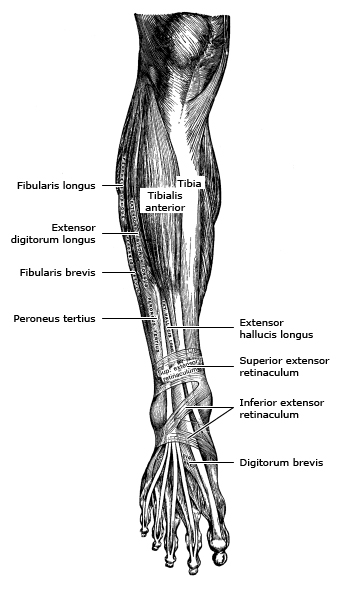 Fibularis longus
Tibia
Tibialis
anterior
Extensor
digitorum longus
Fibularis brevis
Peroneus tertius
Extensor
hallucis longus
Superior extensor
retinaculum
Inferior extensor
retinaculum
Digitorum brevis